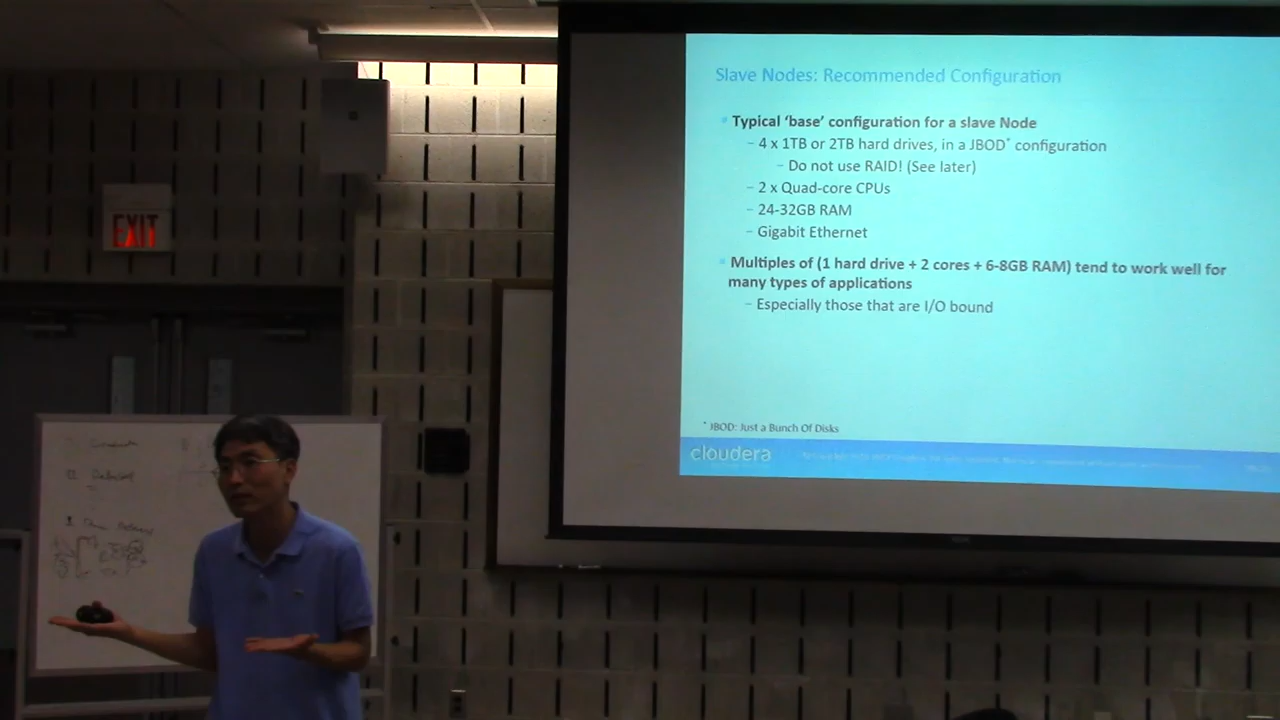 EXIT
Slave Nodes: Recommended Configuration
Typical ‘base’ configuration for a slave Node
– 4 x 1TB or 2TB hard drives, in a JBOD* configuration
– Do not use RAID! (See later)
– 2 x Quad-core CPUs
– 24-32GB RAM
– Gigabit Ethernet
Multiples of (1 hard drive + 2 cores + 6-8GB RAM) tend to work well for
many types of applications
– Especially those that are I/O bound
* JBOD: Just a Bunch Of Disks
cloudera